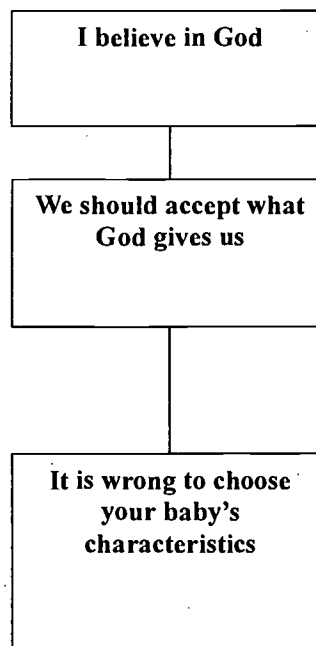 I believe in God
We should accept what
God gives us
It is wrong to choose
your baby's
characteristics